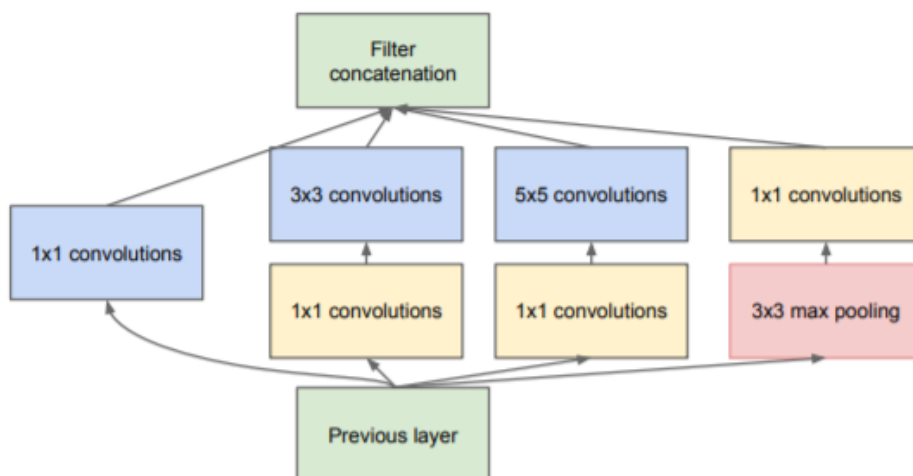 Filter
concatenation
3x3 convolutions
5x5 convolutions
1x1 convolutions
1x1 convolutions
1x1 convolutions
1x1 convolutions
3x3 max pooling
Previous layer